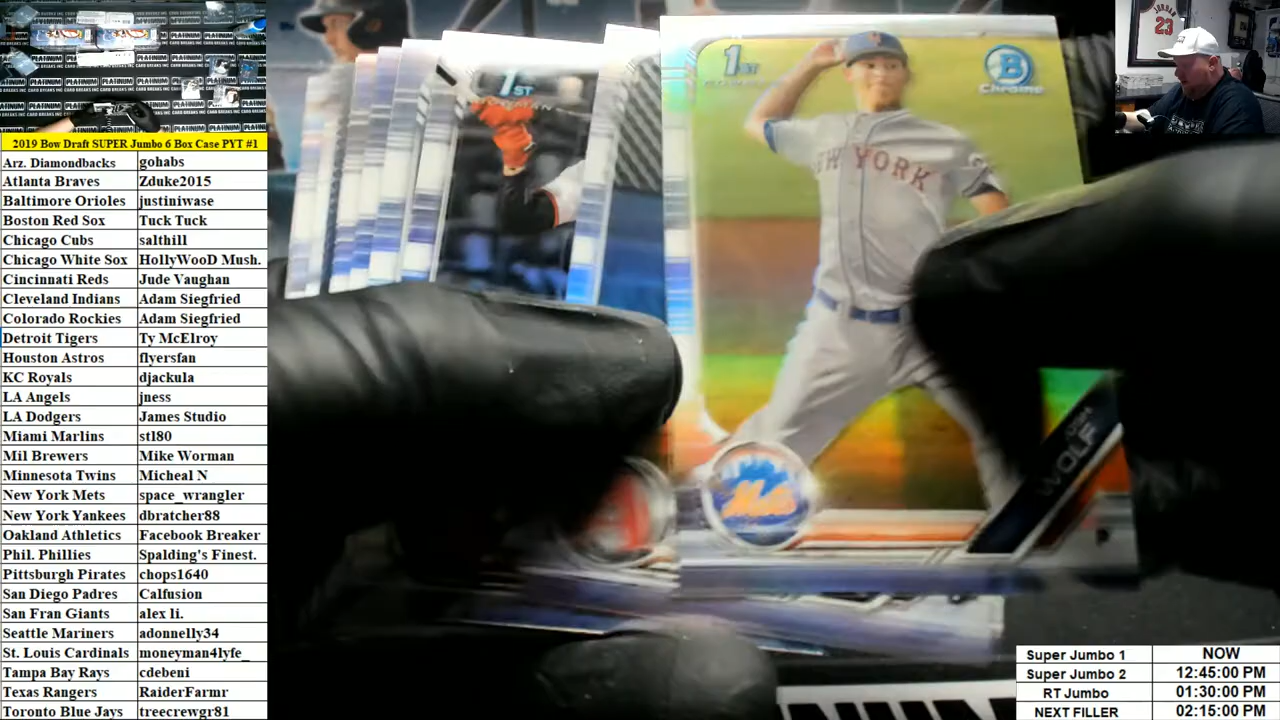 2019 Bow Draft SUPER Jumbo 6 Box Case PYT #1
Arz. Diamondbacks gohabs
Atlanta Braves Zduke2015
Baltimore Orioles justiniwase
Boston Red Sox Tuck Tuck
Chicago Cubs salthill
Chicago White Sox HollyWooD Mush.
Cincinnati Reds Jude Vaughan
Cleveland Indians Adam Siegfried
Colorado Rockies Adam Siegfried
Detroit Tigers Ty McElroy
Houston Astros flyersfan
KC Royals djackula
LA Angels jness
LA Dodgers James Studio
Miami Marlins stl80
Mil Brewers Mike Worman
Minnesota Twins Micheal N
New York Mets space_wrangler
New York Yankees dbratcher88
Oakland Athletics Facebook Breaker
Phil. Phillies Spalding's Finest.
Pittsburgh Pirates chops1640
San Diego Padres Calfusion
San Fran Giants alex li.
Seattle Mariners adonnelly34
St. Louis Cardinals moneyman4lyfe_
Tampa Bay Rays cdebeni
Texas Rangers RaiderFarmr
Toronto Blue Jays treecrewgr81
1ST
1ST
B
Chrome
NEW YORK
Mets
WOLF
JORDAN
23
PLATINUM
CARD BREAKS INC
Super Jumbo 1 NOW
Super Jumbo 2 12:45:00 PM
RT Jumbo 01:30:00 PM
NEXT FILLER 02:15:00 PM